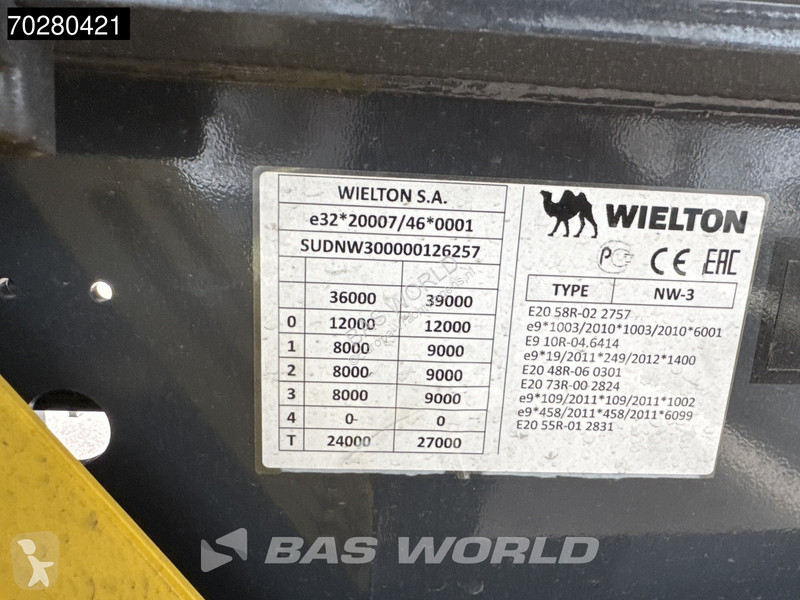 70280421
WIELTON S.A.
e32*20007/46*0001
SUDNW300000126257
36000 39000
0 12000 12000
1 8000 9000
2 8000 9000
3 8000 9000
4 0- 0
T 24000 27000
WIELTON
CE EAC
TYPE NW-3
E20 58R-02 2757
e9*1003/2010*1003/2010*6001
E9 10R-04.6414
e9*19/2011*249/2012*1400
E20 48R-06 0301
E20 73R-00 2824
e9*109/2011*109/2011*1002
e9*458/2011*458/2011*6099
E20 55R-01 2831
BAS WORLD
BAS WORLD